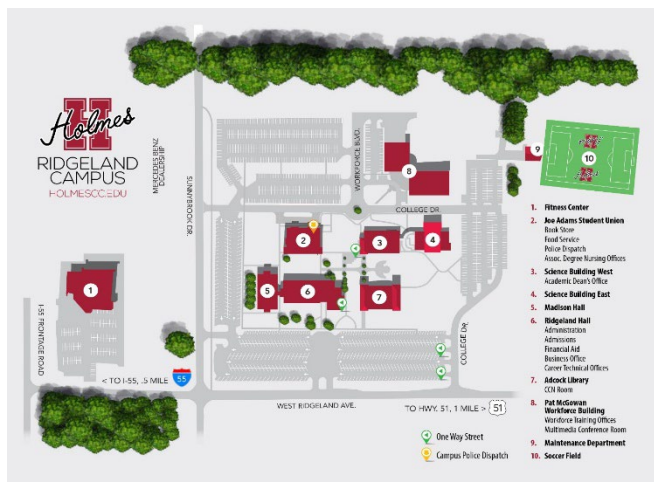 H
Holmes
RIDGELAND
CAMPUS
HOLMESCC.EDU
MERCEDES BENZ
DEALERSHIP
SUNNYBROOK DR.
WORKFORCE BLVD.
COLLEGE DR
COLLEGE DR.
I-55 FRONTAGE ROAD
< TO I-55, .5 MILE
55
WEST RIDGELAND AVE.
TO HWY. 51, 1 MILE >
51
1
2
3
4
5
6
7
8
9
10
One Way Street
Campus Police Dispatch
1. Fitness Center
2. Joe Adams Student Union
Book Store
Food Service
Police Dispatch
Assoc. Degree Nursing Offices
3. Science Building West
Academic Dean's Office
4. Science Building East
5. Madison Hall
6. Ridgeland Hall
Administration
Admissions
Financial Aid
Business Office
Career Technical Offices
7. Adcock Library
CCN Room
8. Pat McGowan
Workforce Building
Workforce Training Offices
Multimedia Conference Room
9. Maintenance Department
10. Soccer Field